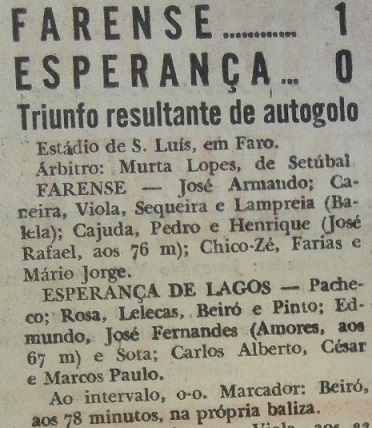 FARENSE ............ 1
ESPERANÇA ... 0
Triunfo resultante de autogolo
Estádio de S. Luís, em Faro.
Árbitro: Murta Lopes, de Setúbal
FARENSE — José Armando; Ca-
neira, Viola, Sequeira e Lampreia (Ba-
lela); Cajuda, Pedro e Henrique (José
Rafael, aos 76 m); Chico-Zé, Farias e
Mário Jorge.
ESPERANÇA DE LAGOS — Pache-
co; Rosa, Lelecas, Beiró e Pinto; Ed-
mundo, José Fernandes (Amores, aos
67 m) e Sota; Carlos Alberto, César
e Marcos Paulo.
Ao intervalo, 0-0. Marcador: Beiró,
aos 78 minutos, na própria baliza.